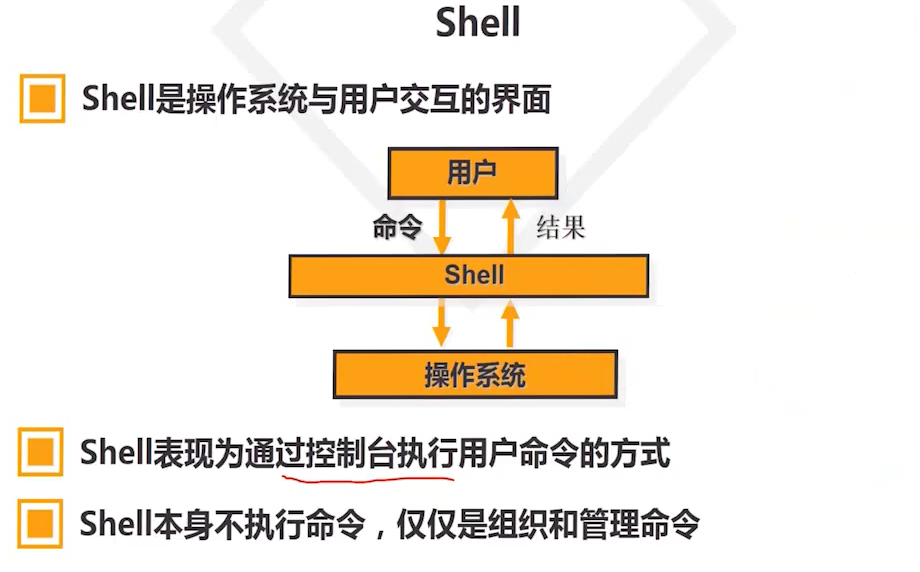 Shell
Shell是操作系统与用户交互的界面
用户
命令 结果
Shell
操作系统
Shell表现为通过控制台执行用户命令的方式
Shell本身不执行命令，仅仅是组织和管理命令